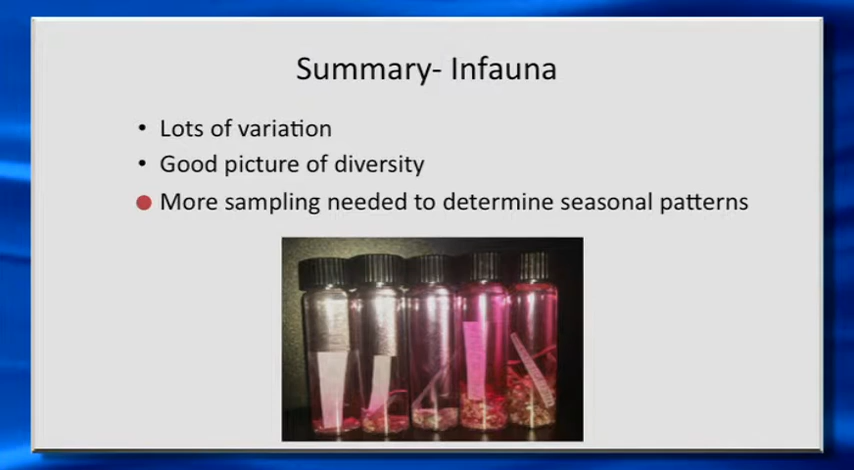 Summary- Infauna
• Lots of variation
• Good picture of diversity
• More sampling needed to determine seasonal patterns